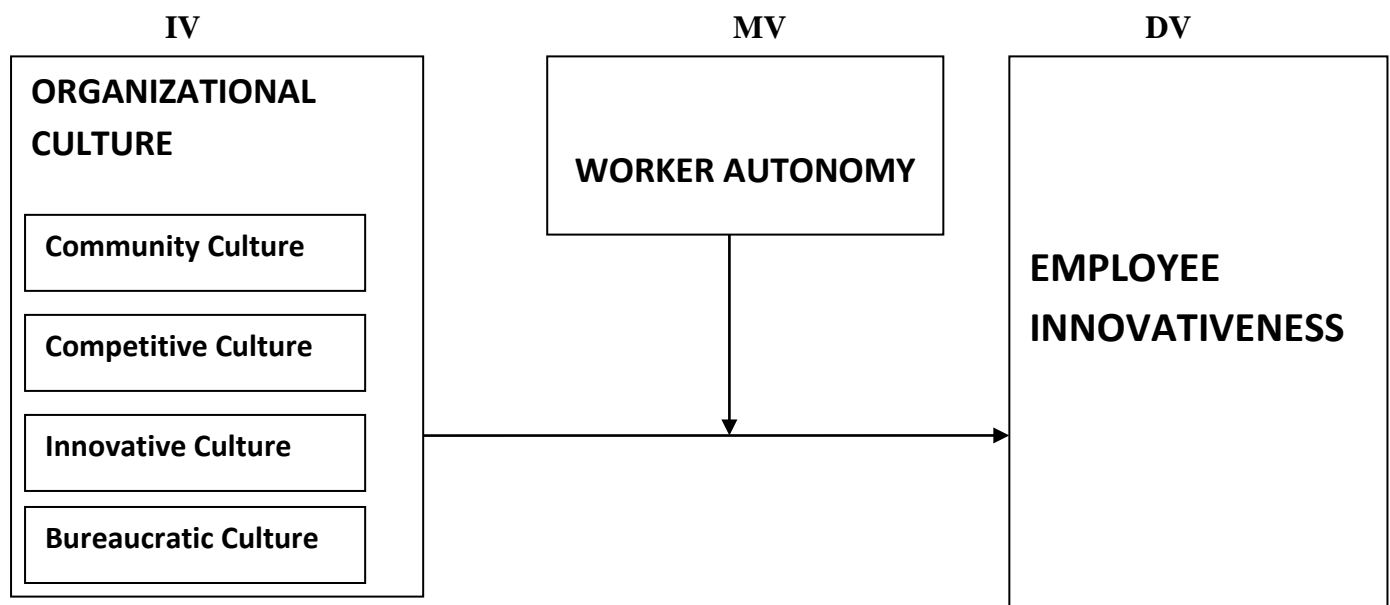 IV
MV
DV
ORGANIZATIONAL
CULTURE
Community Culture
Competitive Culture
Innovative Culture
Bureaucratic Culture
WORKER AUTONOMY
EMPLOYEE
INNOVATIVENESS